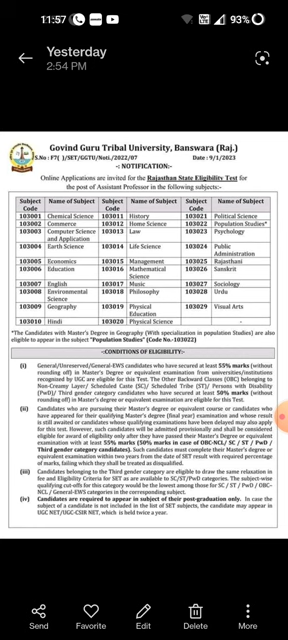 11:57
93%
Yesterday
2:54 PM
Govind Guru Tribal University, Banswara (Raj.)
S.No : F7( )/SET/GGTU/Noti./2022/07 Date : 9/1/2023
-: NOTIFICATION:-
Online Applications are invited for the Rajasthan State Eligibility Test for
the post of Assistant Professor in the following subjects:-
Subject Code Name of Subject Subject Code Name of Subject Subject Code Name of Subject
103001 Chemical Science 103011 History 103021 Political Science
103002 Commerce 103012 Home Science 103022 Population Studies*
103003 Computer Science and Application 103013 Law 103023 Psychology
103004 Earth Science 103014 Life Science 103024 Public Administration
103005 Economics 103015 Management 103025 Rajasthani
103006 Education 103016 Mathematical Science 103026 Sanskrit
103007 English 103017 Music 103027 Sociology
103008 Environmental Science 103018 Philosophy 103028 Urdu
103009 Geography 103019 Physical Education 103029 Visual Arts
103010 Hindi 103020 Physical Science -
*The Candidates with Master's Degree in Geography (With specialization in population Studies) are also
eligible to appear in the subject "Population Studies" (Code No.-103022)
:CONDITIONS OF ELIGIBILITY:-
(i) General/Unreserved/General-EWS candidates who have secured at least 55% marks (without
rounding off) in Master's Degree or equivalent examination from universities/institutions
recognised by UGC are eligible for this Test. The Other Backward Classes (OBC) belonging to
Non-Creamy Layer/ Scheduled Caste (SC)/ Scheduled Tribe (ST)/ Persons with Disability
(PwD)/ Third gender category candidates who have secured at least 50% marks (without
rounding off) in Master's degree or equivalent examination are eligible for this Test.
(ii) Candidates who are pursuing their Master's degree or equivalent course or candidates who
have appeared for their qualifying Master's degree (final year) examination and whose result
is still awaited or candidates whose qualifying examinations have been delayed may also apply
for this test. However, such candidates will be admitted provisionally and shall be considered
eligible for award of eligibility only after they have passed their Master's Degree or equivalent
examination with at least 55% marks (50% marks in case of OBC-NCL/ SC / ST / PwD /
Third gender category candidates). Such candidates must complete their Master's degree or
equivalent examination within two years from the date of SET result with required percentage of
marks, failing which they shall be treated as disqualified.
(iii) Candidates belonging to the Third gender category are eligible to draw the same relaxation in
fee and Eligibility Criteria for SET as are available to SC/ST/PwD categories. The subject-wise
qualifying cut-offs for this category would be the lowest among those for SC / ST / PwD / OBC-
NCL / General-EWS categories in the corresponding subject.
(iv) Candidates are required to appear in subject of their post-graduation only. In case the
subject of a candidate is not included in the list of SET subjects, the candidate may appear in
UGC NET/UGC-CSIR NET, which is held twice a year.
Send Favorites Edit Delete More